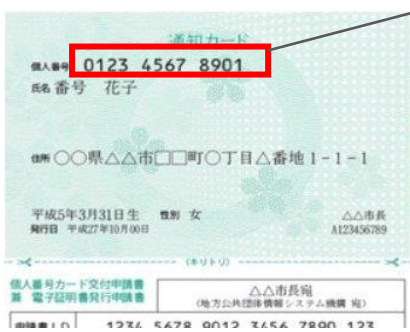 通知カード
個人番号 0123 4567 8901
氏名 番号 花子
住所 ○○県△△市□□町○丁目△番地1-1-1
平成5年3月31日生 性別 女 △△市長
発行日 平成27年10月00日 A123456789
(キリトリ)
個人番号カード交付申請書
兼 電子証明書発行申請書
△△市長宛
(地方公共団体情報システム機構 宛)
申請書ID 1234 5678 9012 3456 7890 123